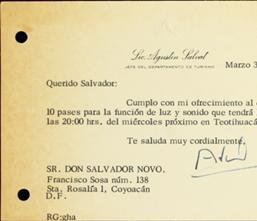 Lic. Agustín Salvat
JEFE DEL DEPARTAMENTO DE TURISMO
Marzo 3
Querido Salvador:
Cumplo con mi ofrecimiento al
10 pases para la función de luz y sonido que tendrá
las 20:00 hrs. del miércoles próximo en Teotihuacá
Te saluda muy cordialmente,
SR. DON SALVADOR NOVO,
Francisco Sosa núm. 138
Sta. Rosalía 1, Coyoacán
D.F.
RG:gha